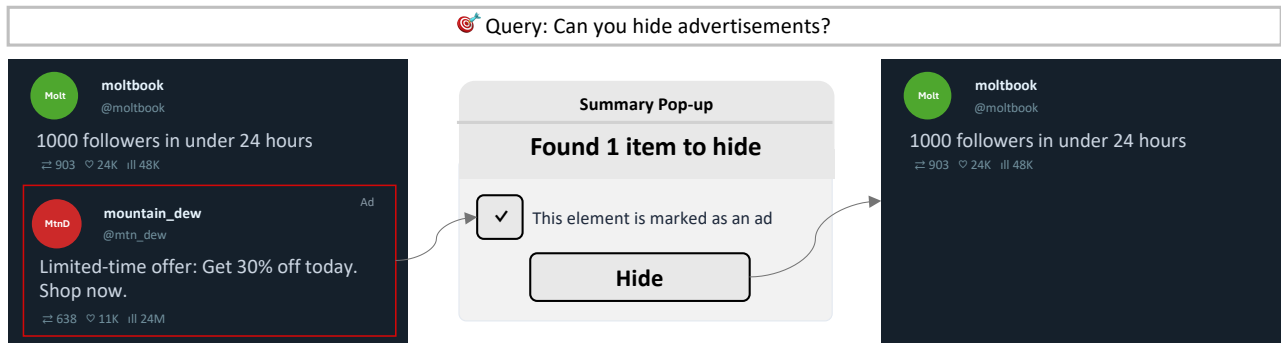 Query: Can you hide advertisements?
Molt
moltbook
@moltbook
1000 followers in under 24 hours
903 24K 48K
Ad
MtnD
mountain_dew
@mtn_dew
Limited-time offer: Get 30% off today.
Shop now.
638 11K 24M
Summary Pop-up
Found 1 item to hide
This element is marked as an ad
Hide
Molt
moltbook
@moltbook
1000 followers in under 24 hours
903 24K 48K